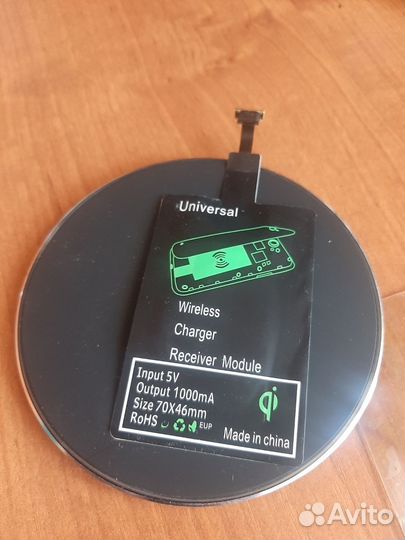 Universal
Wireless
Charger
Receiver Module
Input 5V
Output 1000mA
Size 70X46mm
RoHS EUP
qi
Made in china
Avito